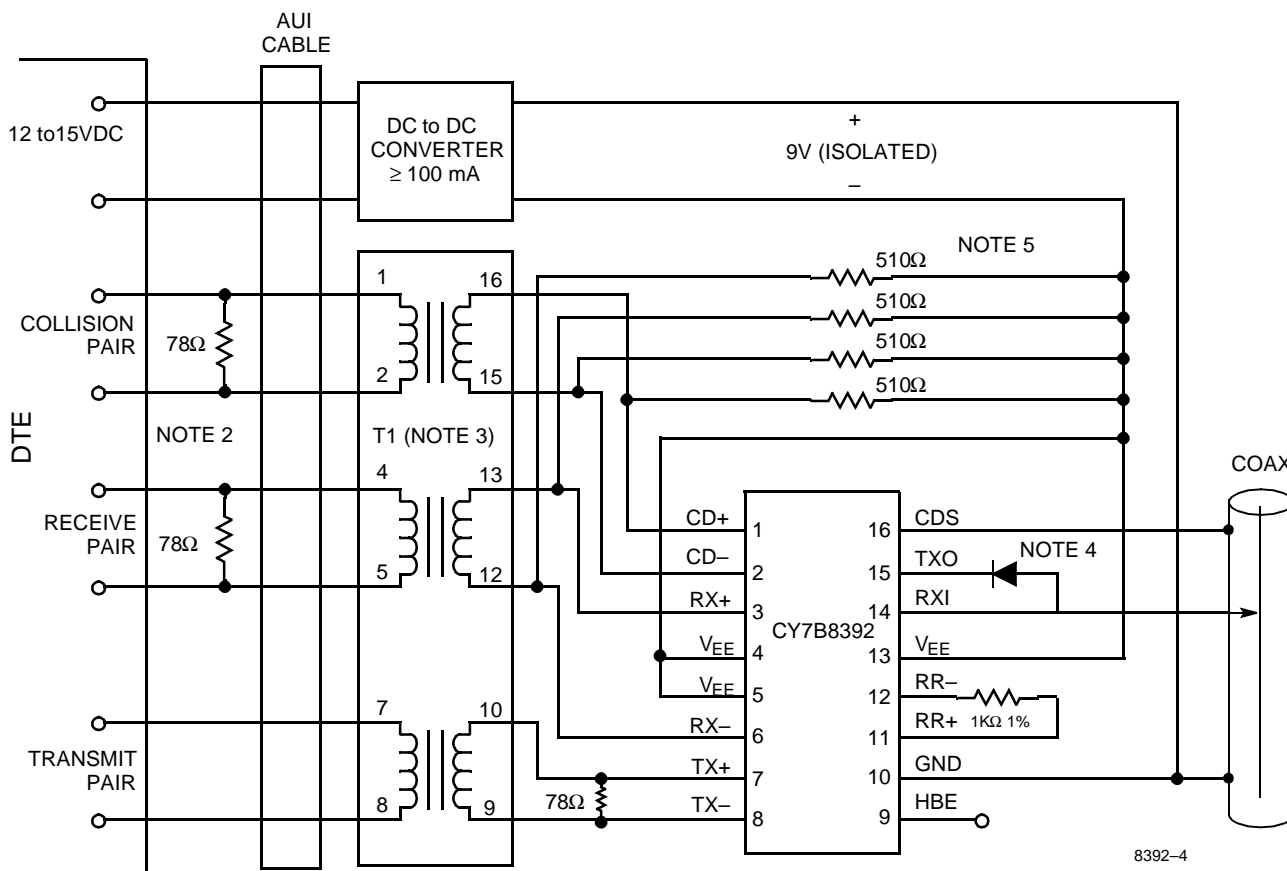 AUI
CABLE
12 to15VDC
DC to DC
CONVERTER
≥ 100 mA
+
9V (ISOLATED)
–
NOTE 5
510Ω
510Ω
510Ω
510Ω
1
16
COLLISION
PAIR
78Ω
2
15
DTE
NOTE 2
T1 (NOTE 3)
4
13
RECEIVE
PAIR
78Ω
5
12
7
10
TRANSMIT
PAIR
8
9
78Ω
CD+
CD–
RX+
VEE
VEE
RX–
TX+
TX–
1
2
3
4
5
6
7
8
CY7B8392
16
15
14
13
12
11
10
9
CDS
TXO
RXI
VEE
RR–
RR+
GND
HBE
NOTE 4
1KΩ 1%
COAX
8392–4